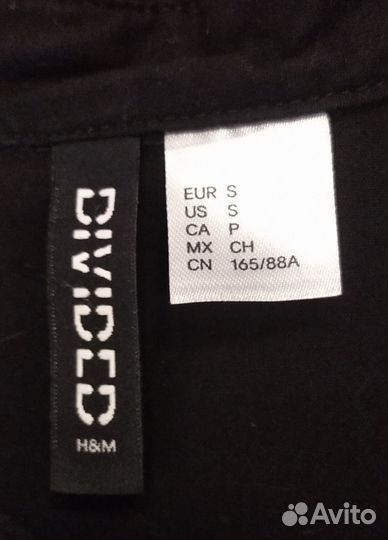 DIVIDED
H&M
EUR S
US S
CA P
MX CH
CN 165/88A
Avito